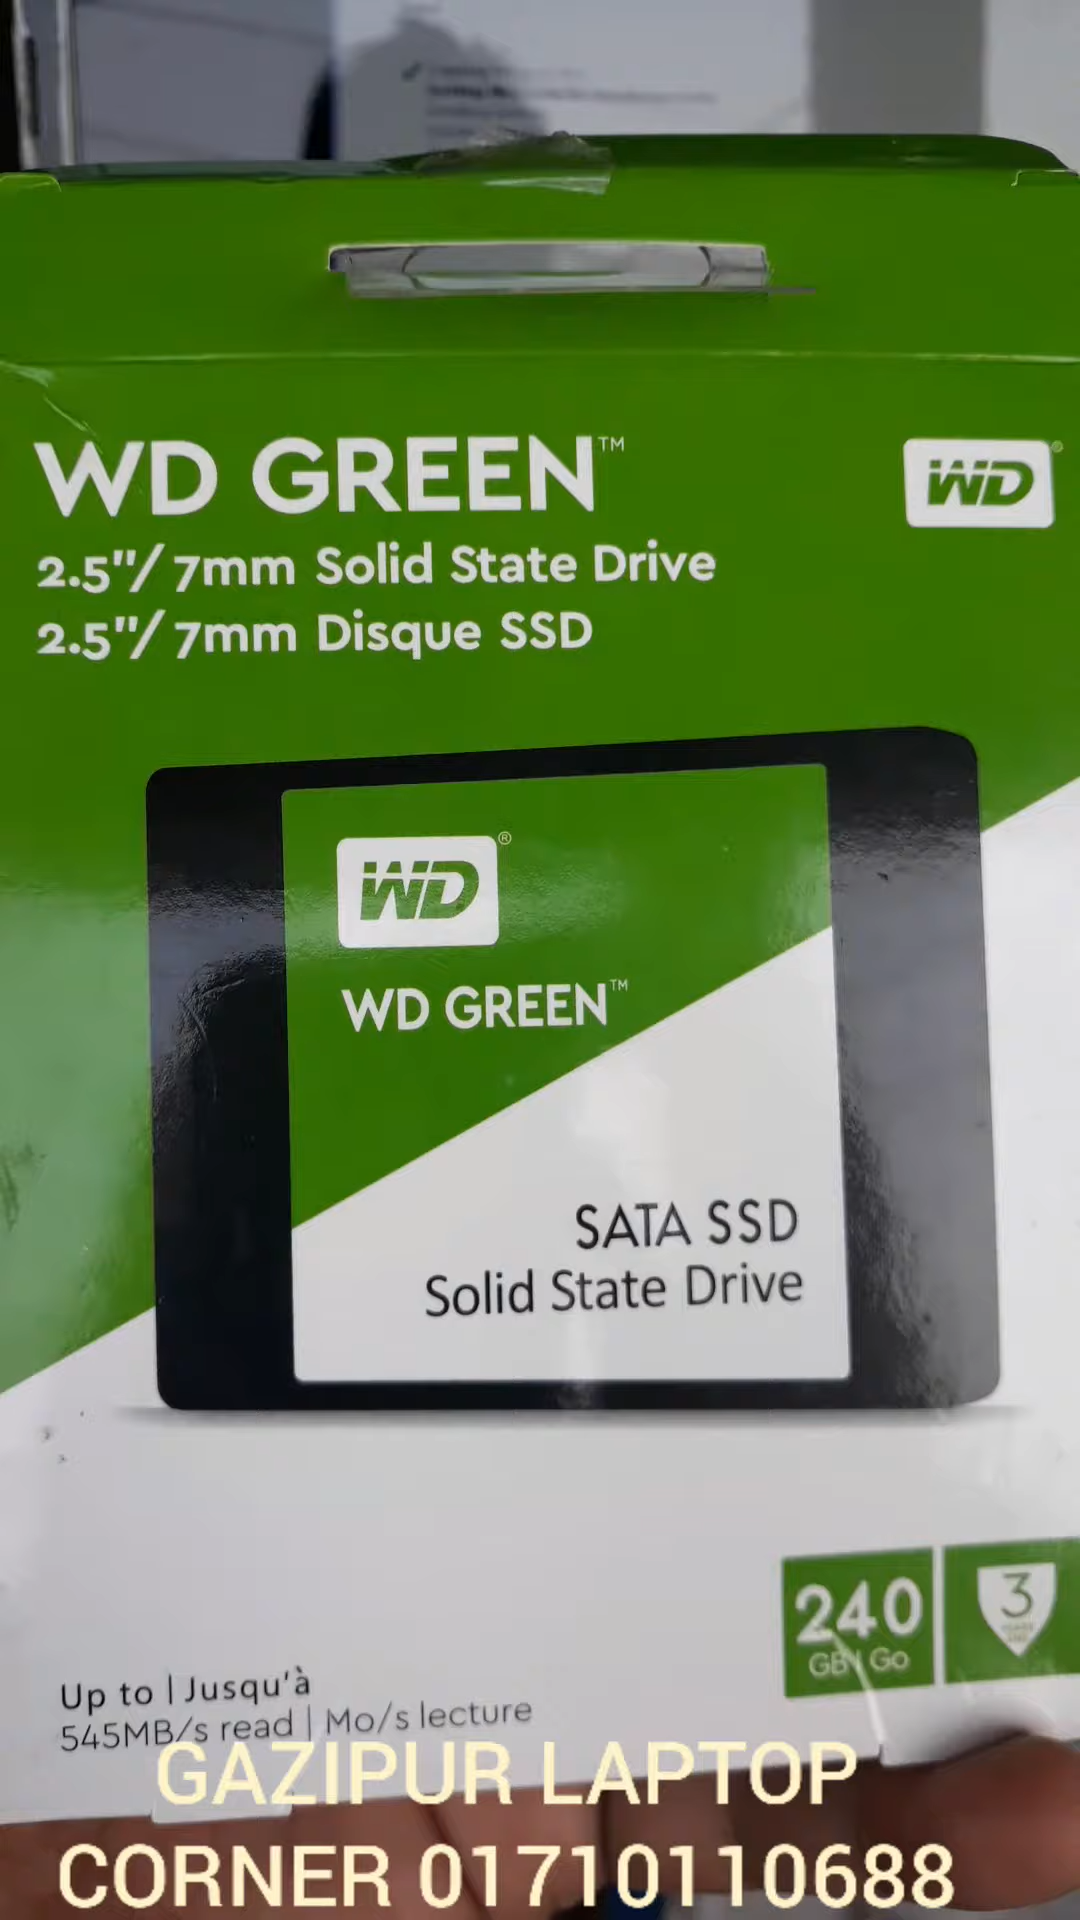 WD GREEN™
WD®
2.5"/ 7mm Solid State Drive
2.5"/ 7mm Disque SSD
WD®
WD GREEN™
SATA SSD
Solid State Drive
240
GB | Go
3
Up to | Jusqu'à
545MB/s read | Mo/s lecture
GAZIPUR LAPTOP
CORNER 01710110688